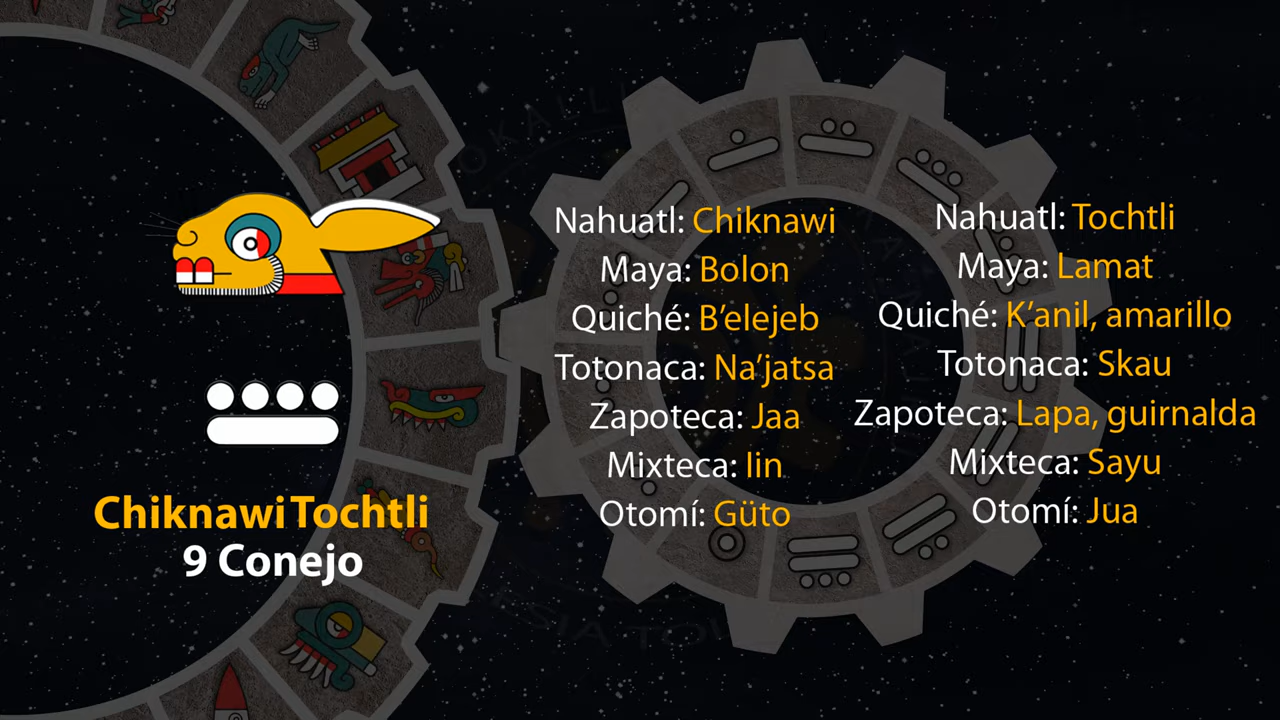 Chiknawi Tochtli
9 Conejo
Nahuatl: Chiknawi
Maya: Bolon
Quiché: B’elejeb
Totonaca: Na’jatsa
Zapoteca: Jaa
Mixteca: Iin
Otomí: Güto
Nahuatl: Tochtli
Maya: Lamat
Quiché: K’anil, amarillo
Totonaca: Skau
Zapoteca: Lapa, guirnalda
Mixteca: Sayu
Otomí: Jua